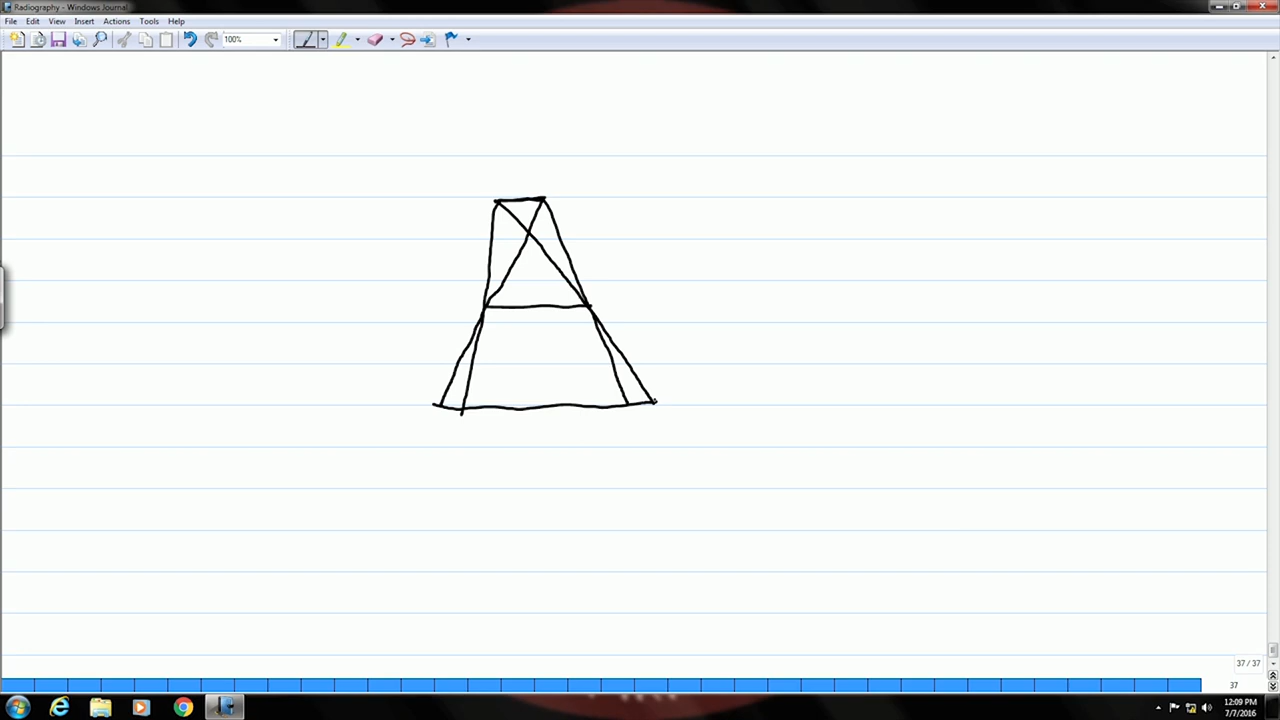 Radiography - Windows Journal
File Edit View Insert Actions Tools Help
100%
37 / 37
37
12:09 PM
7/7/2016